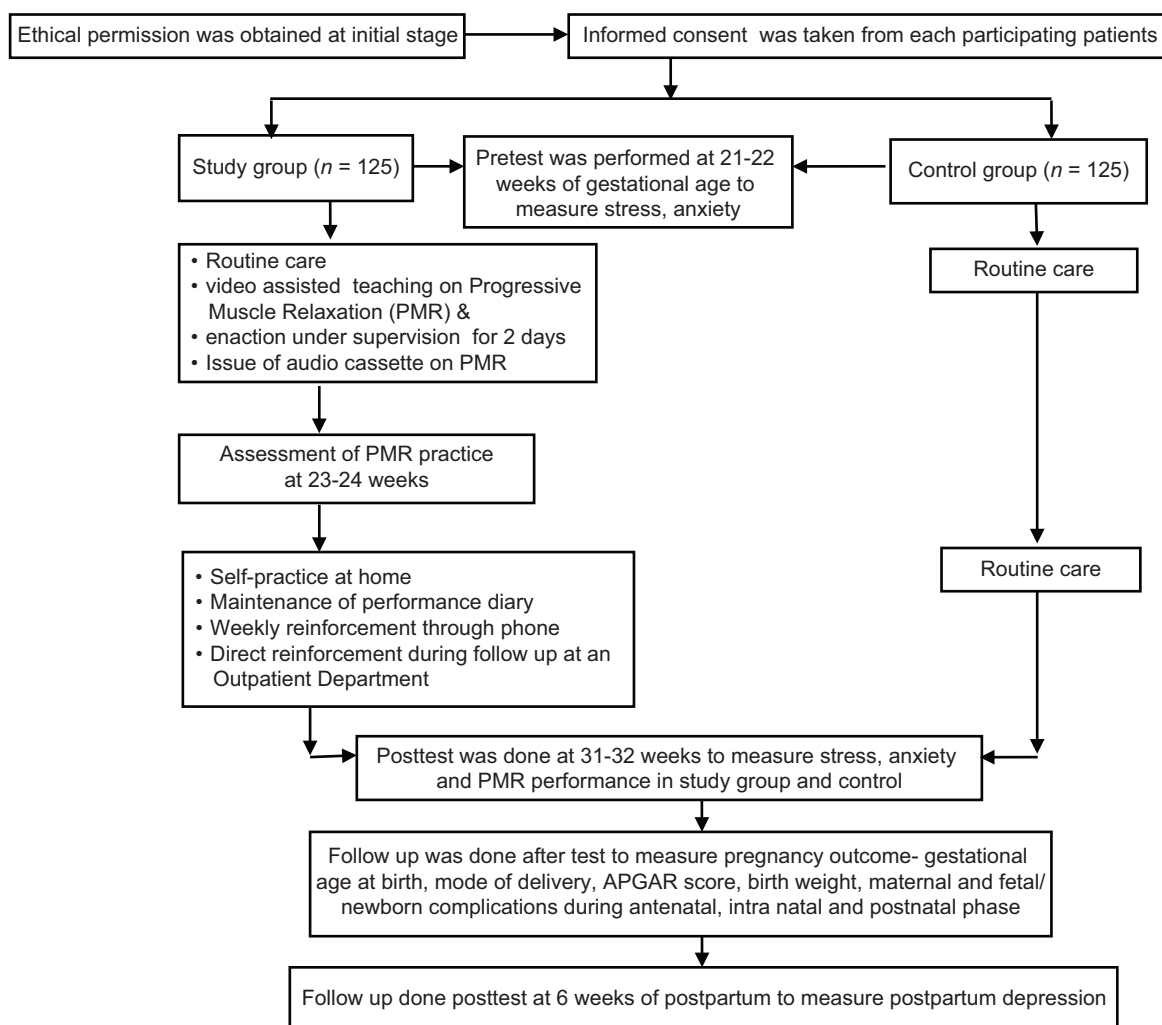 Ethical permission was obtained at initial stage
Informed consent was taken from each participating patients
Study group (n = 125)
Pretest was performed at 21-22
weeks of gestational age to
measure stress, anxiety
Control group (n = 125)
• Routine care
• video assisted teaching on Progressive
Muscle Relaxation (PMR) &
• enaction under supervision for 2 days
• Issue of audio cassette on PMR
Routine care
Assessment of PMR practice
at 23-24 weeks
• Self-practice at home
• Maintenance of performance diary
• Weekly reinforcement through phone
• Direct reinforcement during follow up at an
Outpatient Department
Routine care
Posttest was done at 31-32 weeks to measure stress, anxiety
and PMR performance in study group and control
Follow up was done after test to measure pregnancy outcome- gestational
age at birth, mode of delivery, APGAR score, birth weight, maternal and fetal/
newborn complications during antenatal, intra natal and postnatal phase
Follow up done posttest at 6 weeks of postpartum to measure postpartum depression